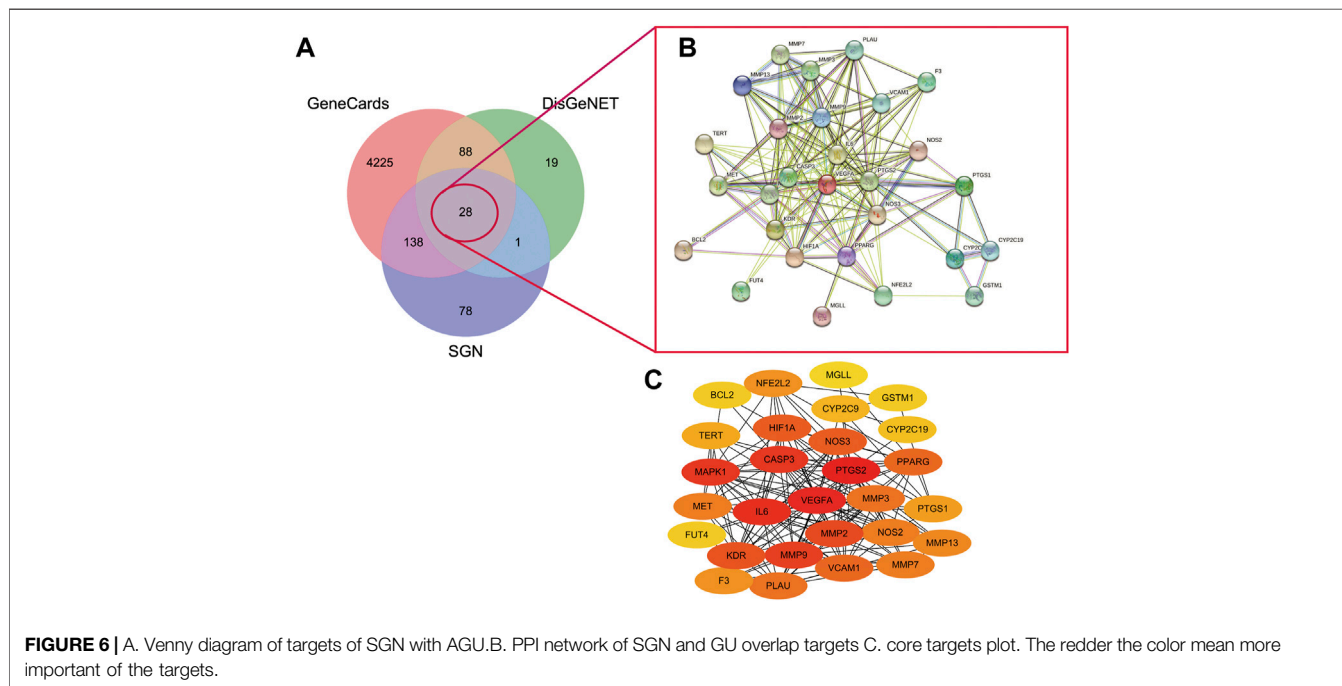 A
GeneCards
DisGeNET
4225
88
19
28
138
1
78
SGN
B
MMP7
PLAU
MMP3
MMP13
F3
VCAM1
MMP9
MMP2
TERT
NOS2
IL6
CASP3
PTGS2
MET
VEGFA
PTGS1
NOS3
KDR
BCL2
CYP2C19
HIF1A
PPARG
FUT4
NFE2L2
GSTM1
MGLL
C
MGLL
BCL2
NFE2L2
GSTM1
CYP2C9
TERT
HIF1A
NOS3
CYP2C19
MAPK1
CASP3
PTGS2
PPARG
MET
IL6
VEGFA
MMP3
PTGS1
FUT4
MMP2
NOS2
MMP13
KDR
MMP9
VCAM1
MMP7
F3
PLAU
FIGURE 6 | A. Venny diagram of targets of SGN with AGU.B. PPI network of SGN and GU overlap targets C. core targets plot. The redder the color mean more
important of the targets.